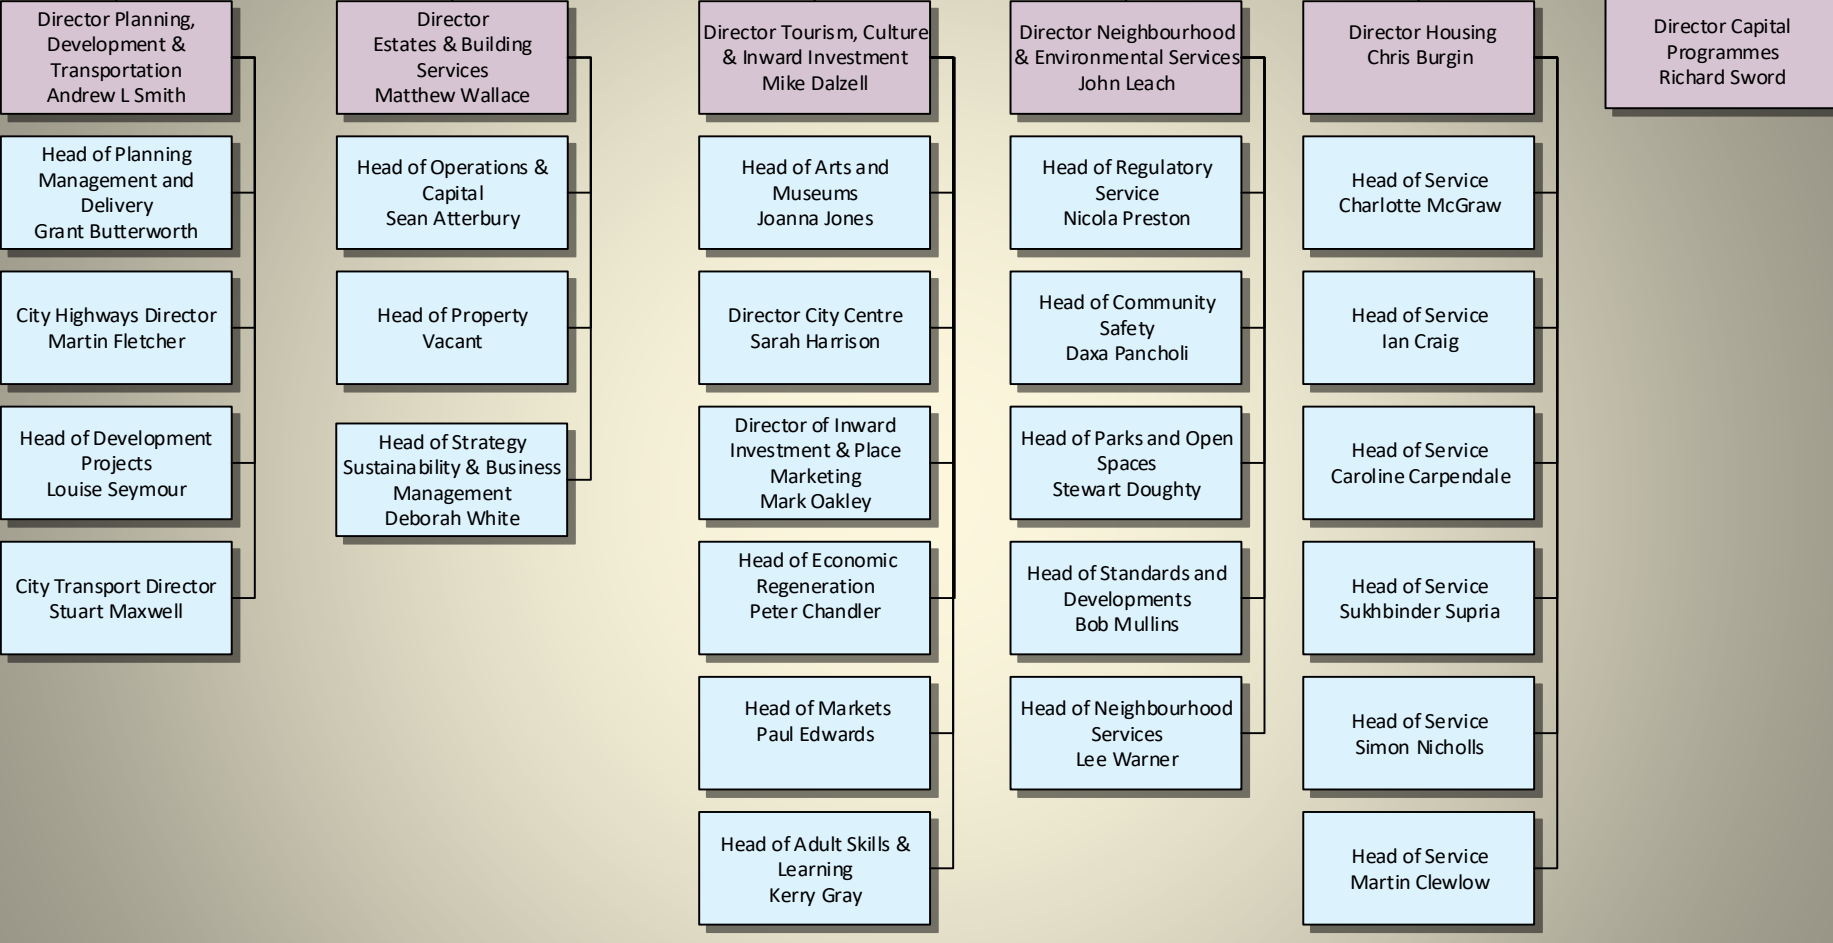 Director Planning,
Development &
Transportation
Andrew L Smith
Head of Planning
Management and
Delivery
Grant Butterworth
City Highways Director
Martin Fletcher
Head of Development
Projects
Louise Seymour
City Transport Director
Stuart Maxwell
Director
Estates & Building
Services
Matthew Wallace
Head of Operations &
Capital
Sean Atterbury
Head of Property
Vacant
Head of Strategy
Sustainability & Business
Management
Deborah White
Director Tourism, Culture
& Inward Investment
Mike Dalzell
Head of Arts and
Museums
Joanna Jones
Director City Centre
Sarah Harrison
Director of Inward
Investment & Place
Marketing
Mark Oakley
Head of Economic
Regeneration
Peter Chandler
Head of Markets
Paul Edwards
Head of Adult Skills &
Learning
Kerry Gray
Director Neighbourhood
& Environmental Services
John Leach
Head of Regulatory
Service
Nicola Preston
Head of Community
Safety
Daxa Pancholi
Head of Parks and Open
Spaces
Stewart Doughty
Head of Standards and
Developments
Bob Mullins
Head of Neighbourhood
Services
Lee Warner
Director Housing
Chris Burgin
Head of Service
Charlotte McGraw
Head of Service
Ian Craig
Head of Service
Caroline Carpendale
Head of Service
Sukhbinder Supria
Head of Service
Simon Nicholls
Head of Service
Martin Clewlow
Director Capital
Programmes
Richard Sword